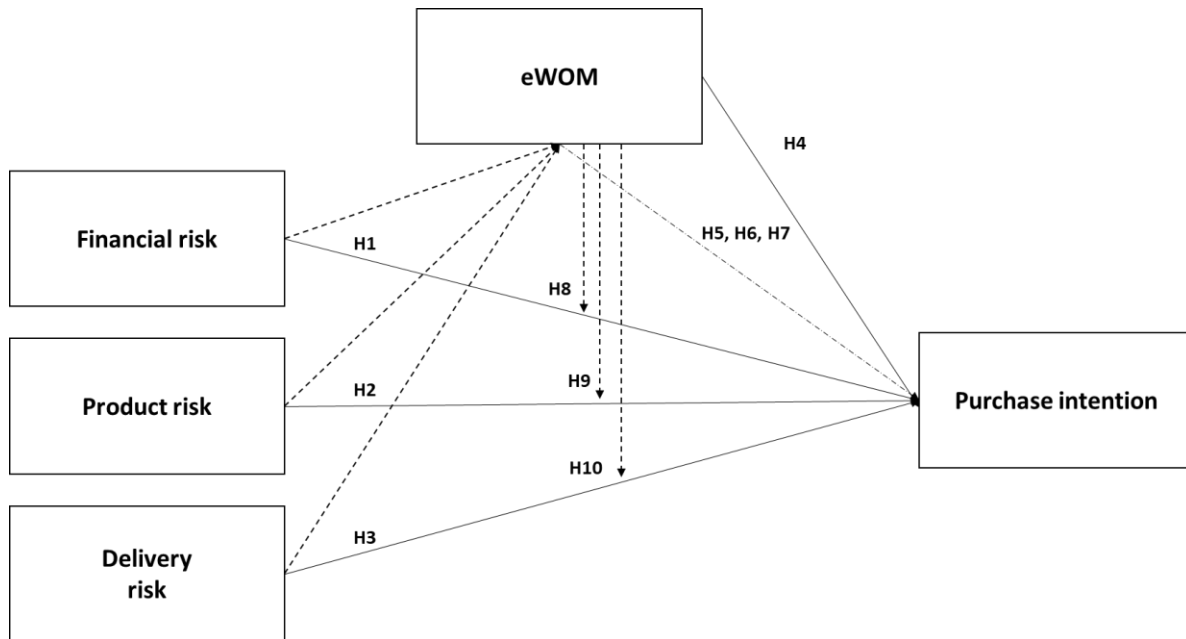 eWOM
H4
Financial risk
H1
H5, H6, H7
H8
Product risk
H2
H9
Purchase intention
H10
Delivery
risk
H3